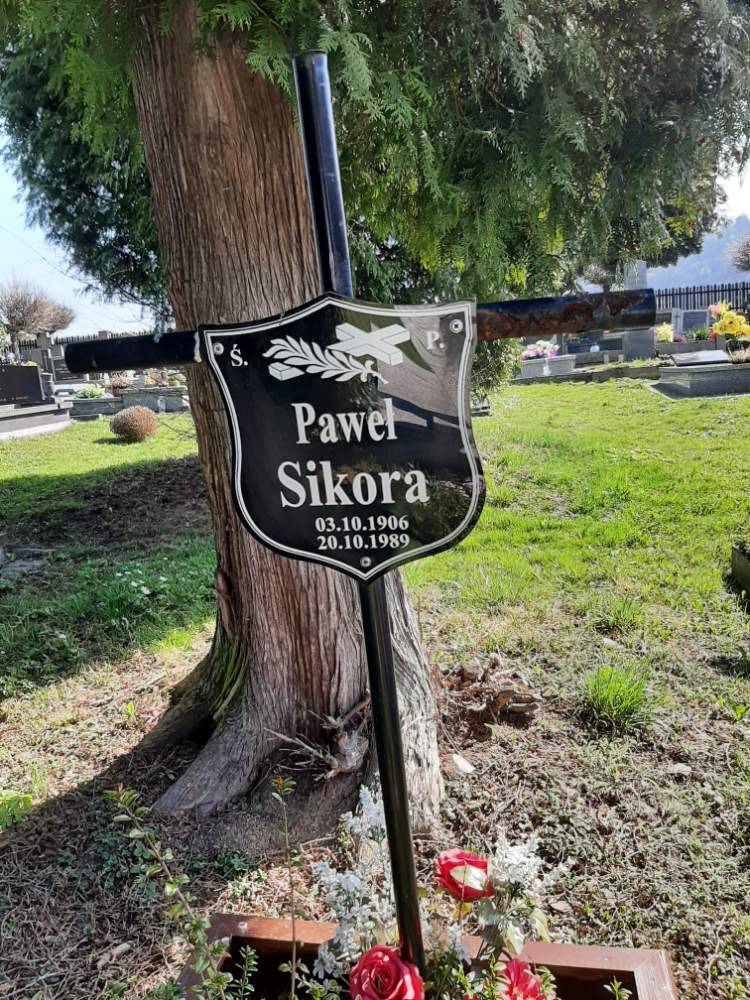 Ś. P.
Paweł
Sikora
03.10.1906
20.10.1989